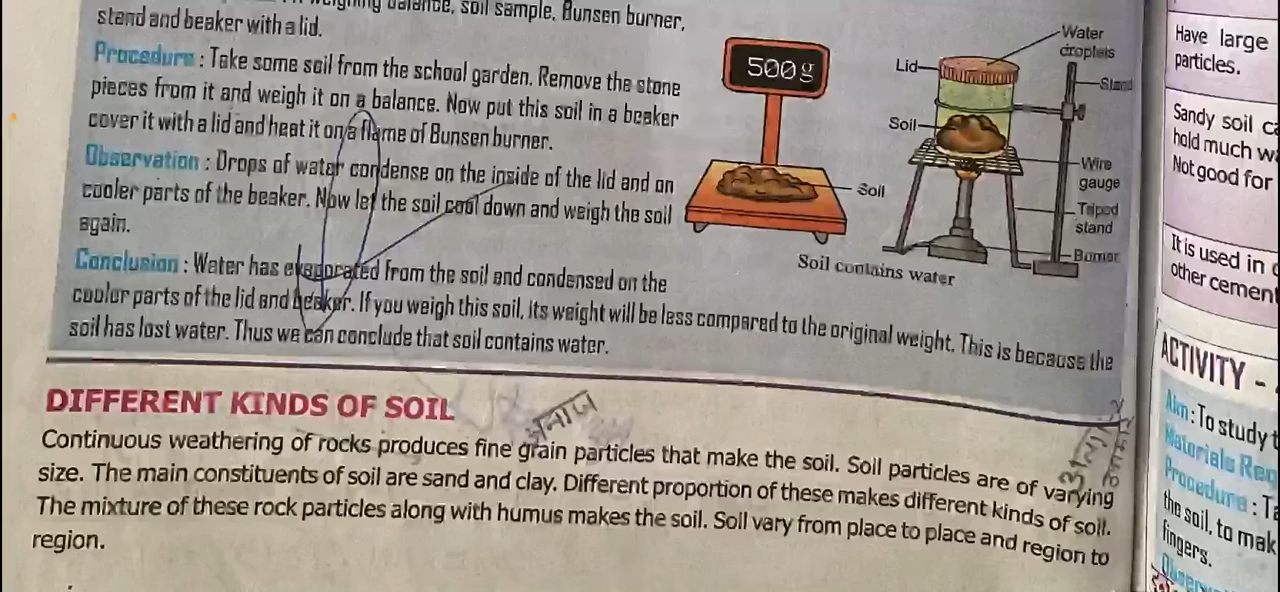 weighing balance, soil sample, Bunsen burner,
stand and beaker with a lid.
Procedure : Take some soil from the school garden. Remove the stone
pieces from it and weigh it on a balance. Now put this soil in a beaker
cover it with a lid and heat it on a flame of Bunsen burner.
Observation : Drops of water condense on the inside of the lid and on
cooler parts of the beaker. Now let the soil cool down and weigh the soil
again.
Conclusion : Water has evaporated from the soil and condensed on the
cooler parts of the lid and beaker. If you weigh this soil, its weight will be less compared to the original weight. This is because the
soil has lost water. Thus we can conclude that soil contains water.
500g
Soil
Water
droplets
Lid
Stand
Soil
Wire
gauge
Tripod
stand
Burner
Soil contains water
DIFFERENT KINDS OF SOIL
अनाज
Continuous weathering of rocks produces fine grain particles that make the soil. Soil particles are of varying
size. The main constituents of soil are sand and clay. Different proportion of these makes different kinds of soil.
The mixture of these rock particles along with humus makes the soil. Soil vary from place to place and region to
region.
Have large
particles.
Sandy soil
hold much
Not good for
It is used in
other
ACTIVITY -
Aim : To study
Materials
Procedure :
the soil, to
fingers.